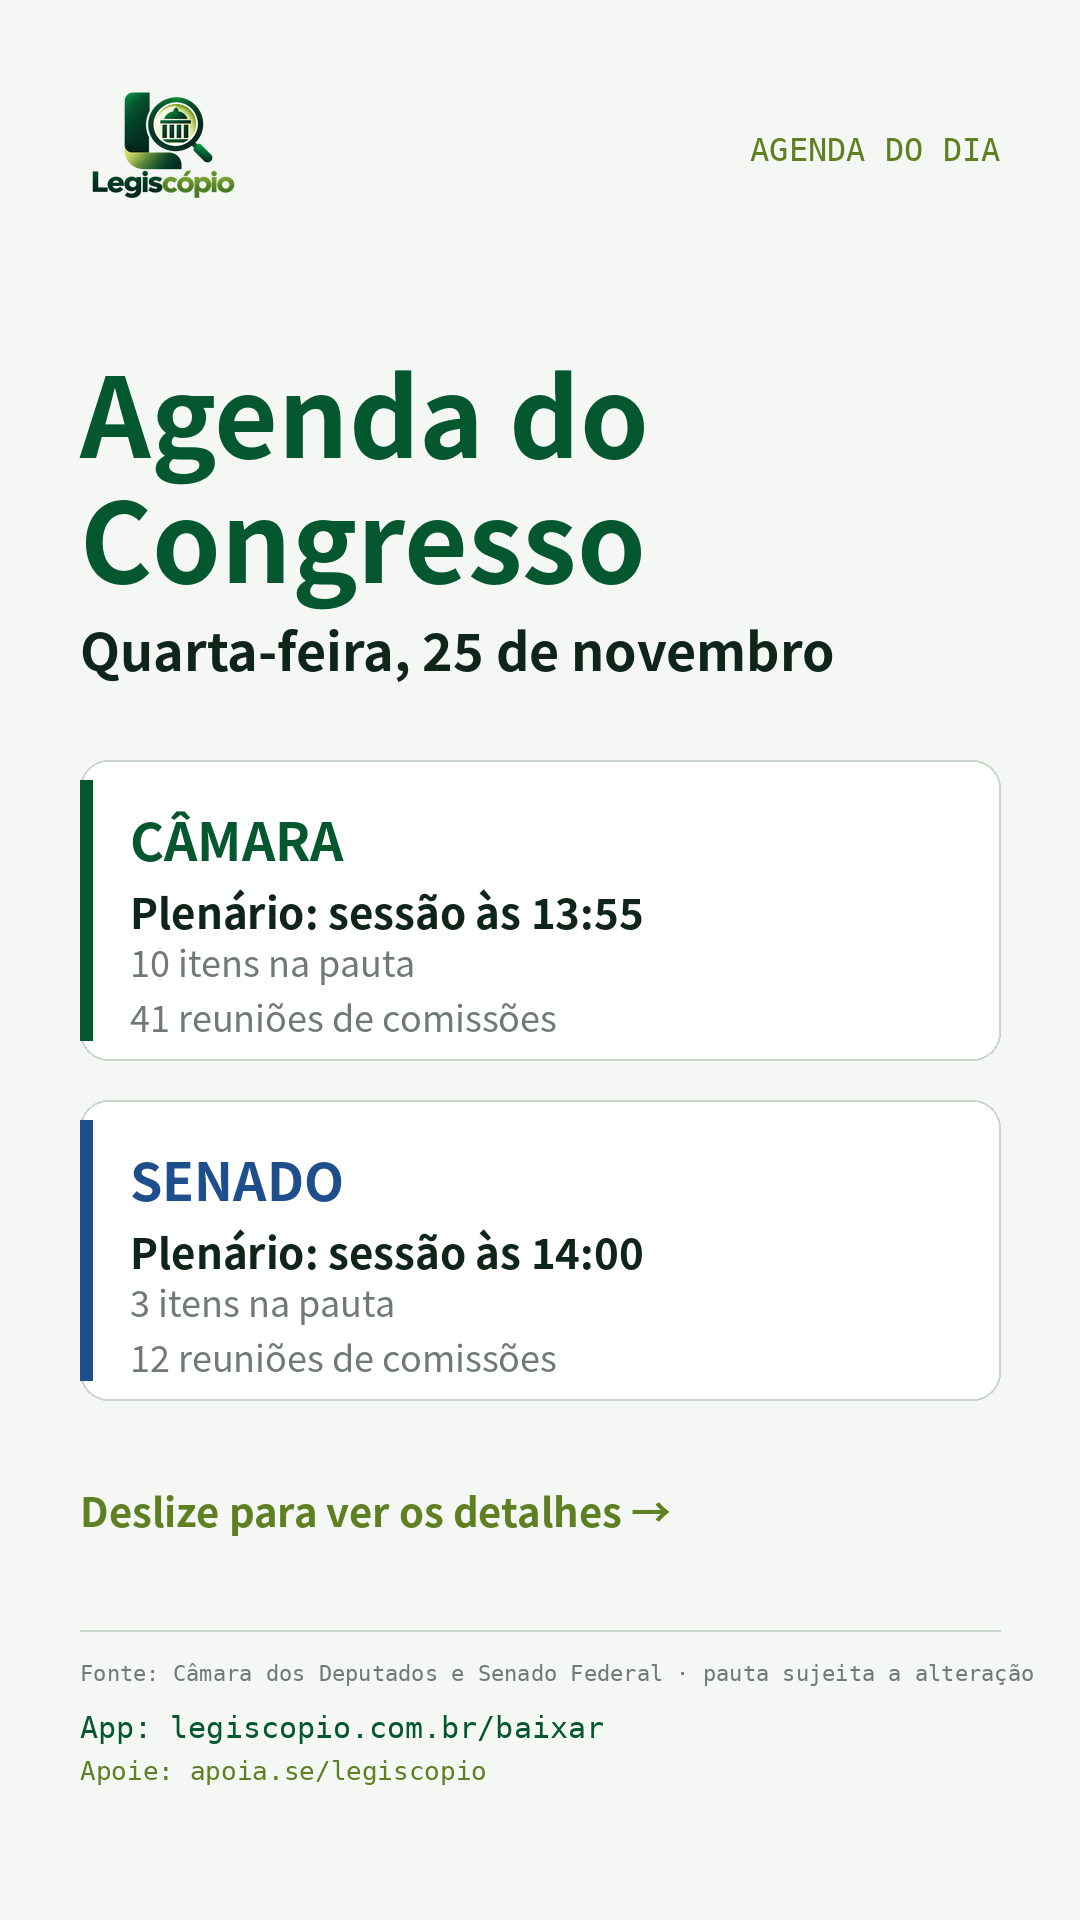 Legiscópio
AGENDA DO DIA
Agenda do
Congresso
Quarta-feira, 25 de novembro
CÂMARA
Plenário: sessão às 13:55
10 itens na pauta
41 reuniões de comissões
SENADO
Plenário: sessão às 14:00
3 itens na pauta
12 reuniões de comissões
Deslize para ver os detalhes →
Fonte: Câmara dos Deputados e Senado Federal · pauta sujeita a alteração
App: legiscopio.com.br/baixar
Apoie: apoia.se/legiscopio